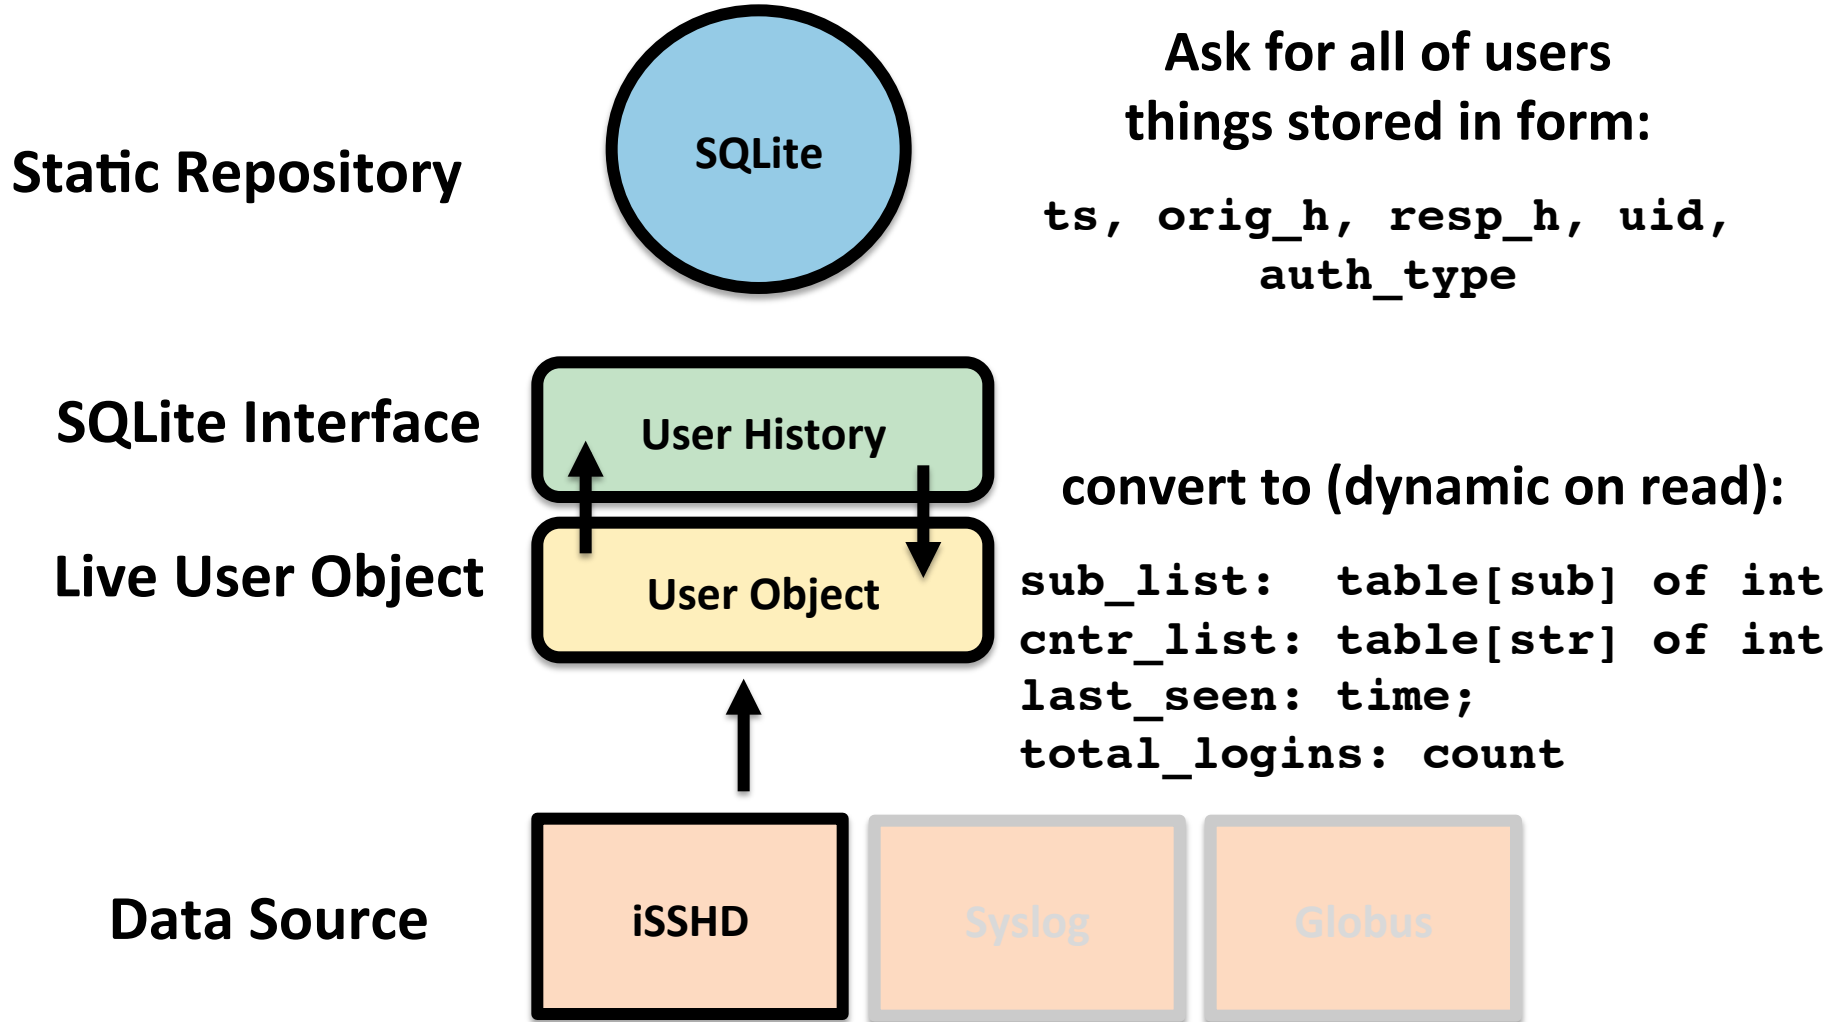 Static Repository
SQLite
Ask for all of users
things stored in form:
ts, orig_h, resp_h, uid,
auth_type
SQLite Interface
User History
convert to (dynamic on read):
Live User Object
User Object
sub_list:  table[sub] of int
cntr_list: table[str] of int
last_seen: time;
total_logins: count
Data Source
iSSHD
Syslog
Globus